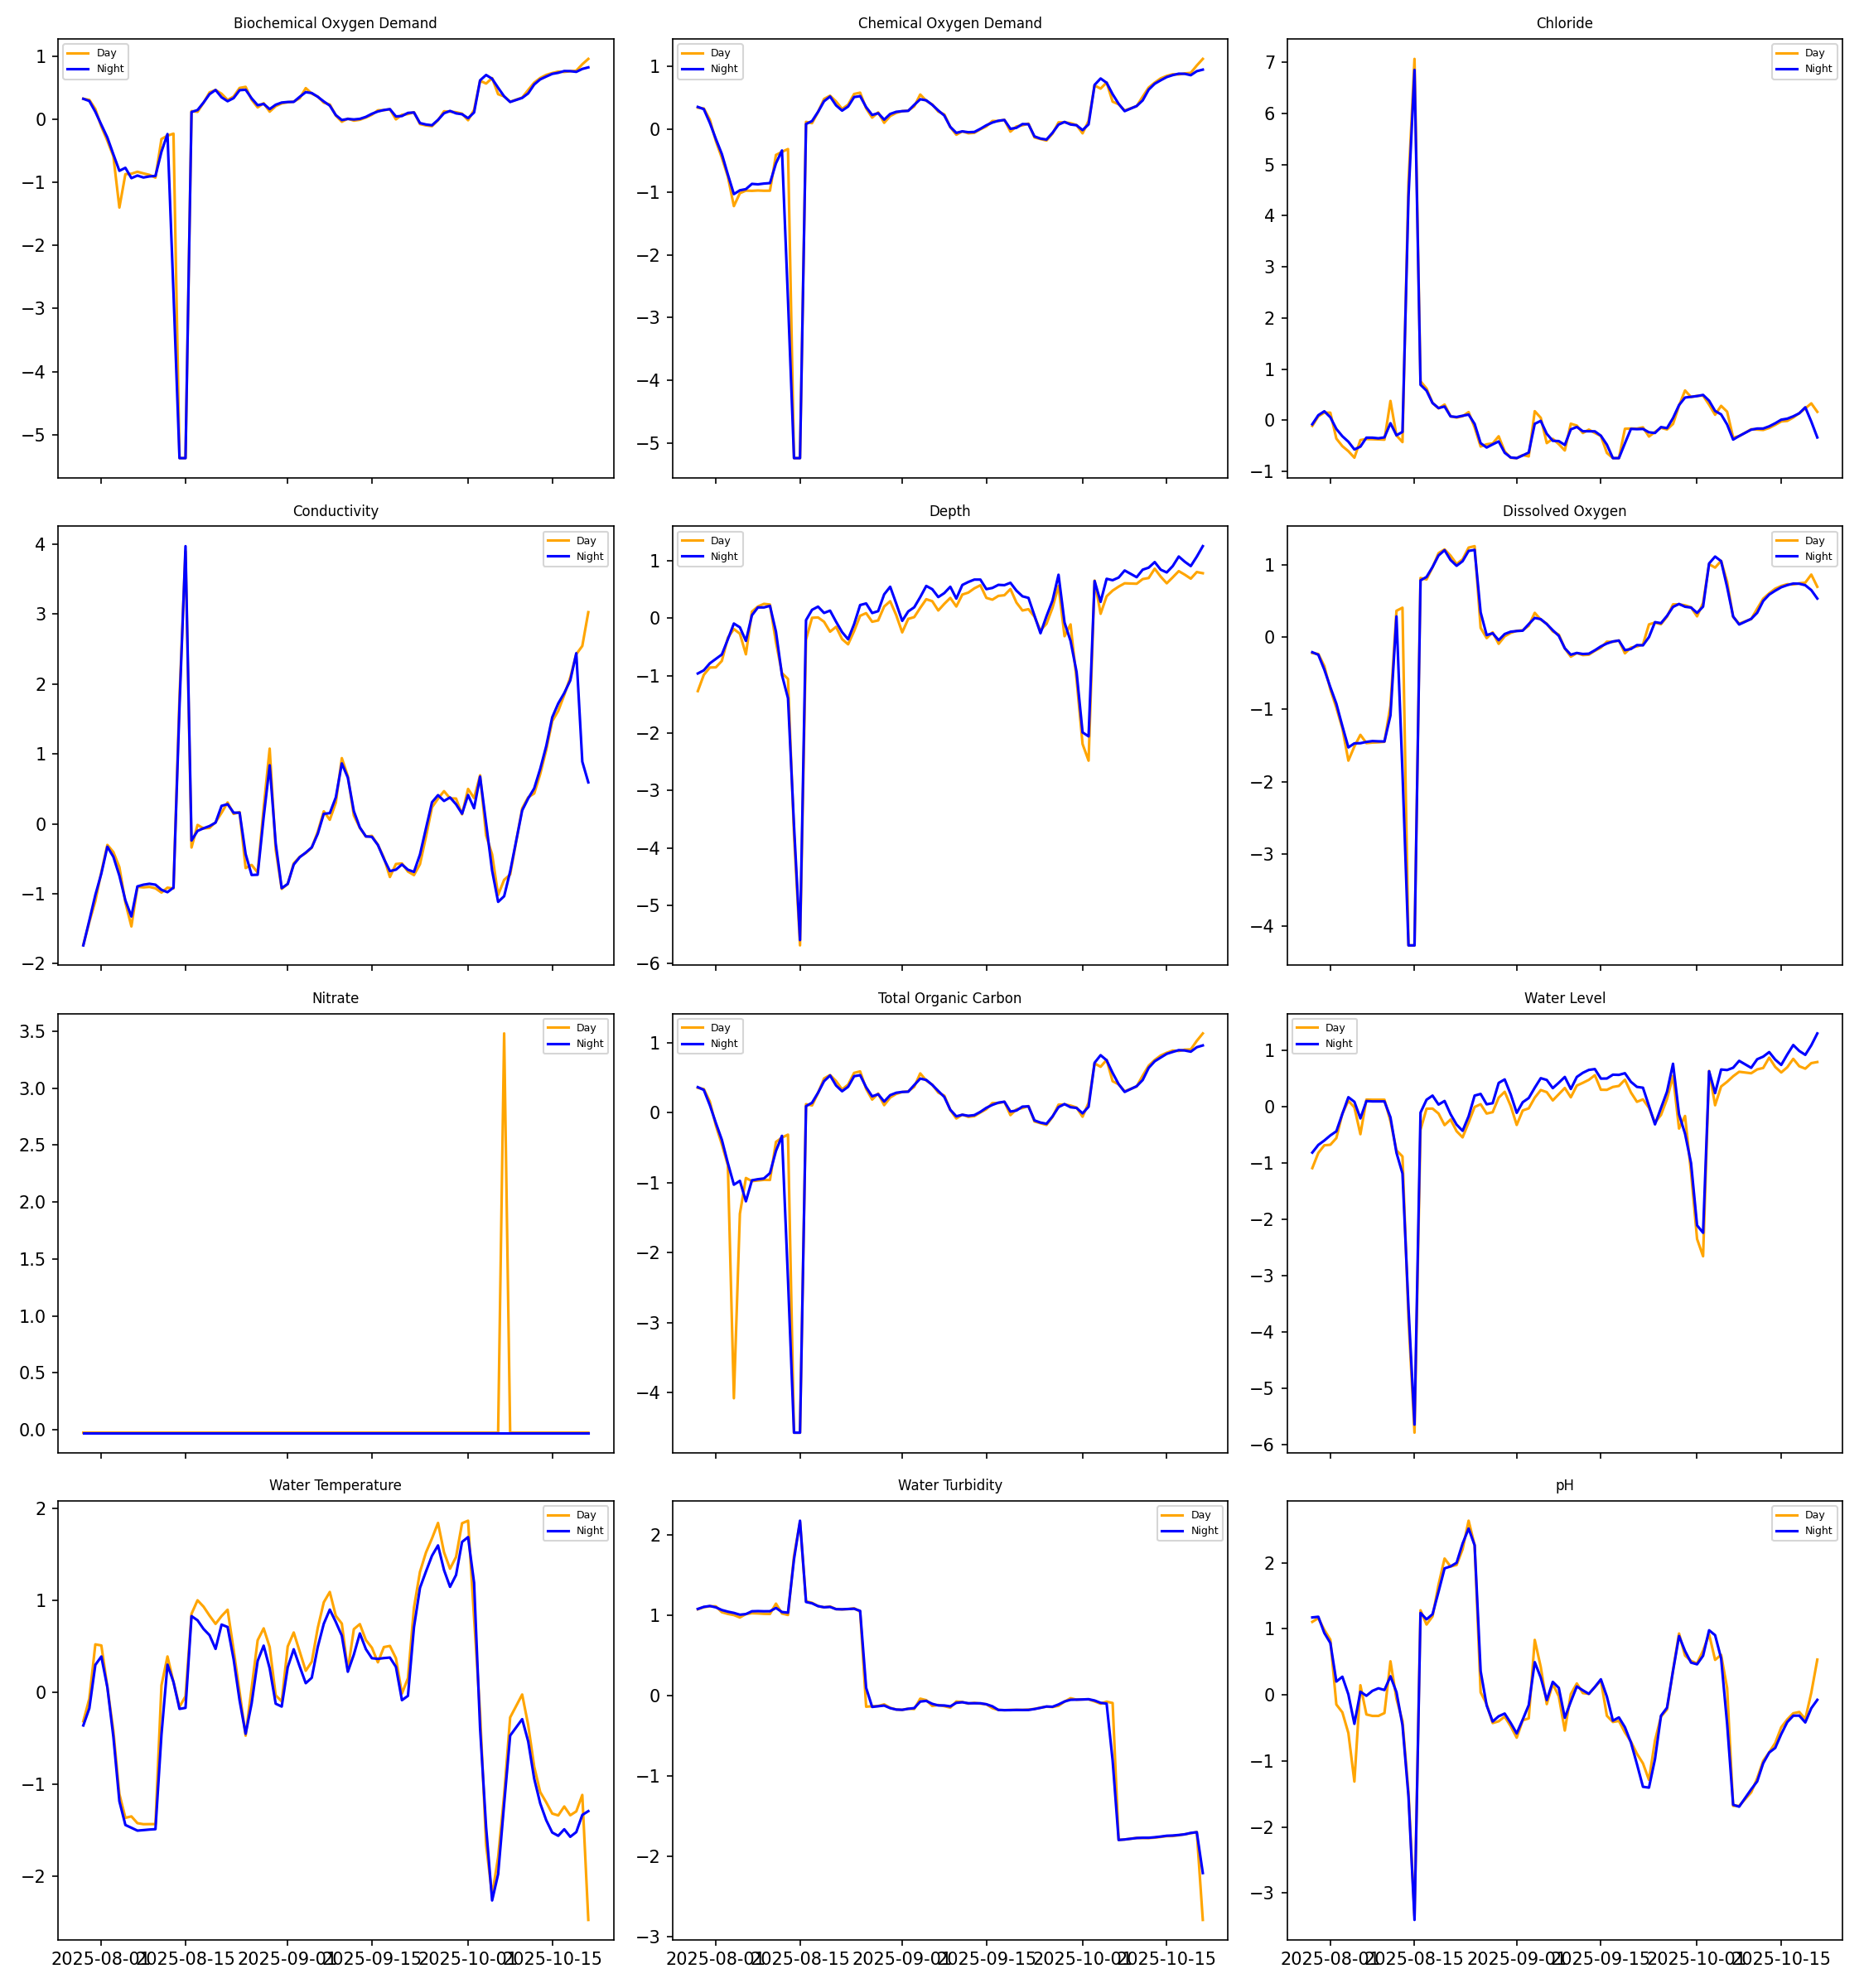 Biochemical Oxygen Demand
Day
Night
1
0
−1
−2
−3
−4
−5
Chemical Oxygen Demand
Day
Night
1
0
−1
−2
−3
−4
−5
Chloride
Day
Night
7
6
5
4
3
2
1
0
−1
Conductivity
Day
Night
4
3
2
1
0
−1
−2
Depth
Day
Night
1
0
−1
−2
−3
−4
−5
−6
Dissolved Oxygen
Day
Night
1
0
−1
−2
−3
−4
Nitrate
Day
Night
3.5
3.0
2.5
2.0
1.5
1.0
0.5
0.0
Total Organic Carbon
Day
Night
1
0
−1
−2
−3
−4
Water Level
Day
Night
1
0
−1
−2
−3
−4
−5
−6
Water Temperature
Day
Night
2
1
0
−1
−2
2025-08-01 2025-08-15 2025-09-01 2025-09-15 2025-10-01 2025-10-15
Water Turbidity
Day
Night
2
1
0
−1
−2
−3
2025-08-01 2025-08-15 2025-09-01 2025-09-15 2025-10-01 2025-10-15
pH
Day
Night
2
1
0
−1
−2
−3
2025-08-01 2025-08-15 2025-09-01 2025-09-15 2025-10-01 2025-10-15